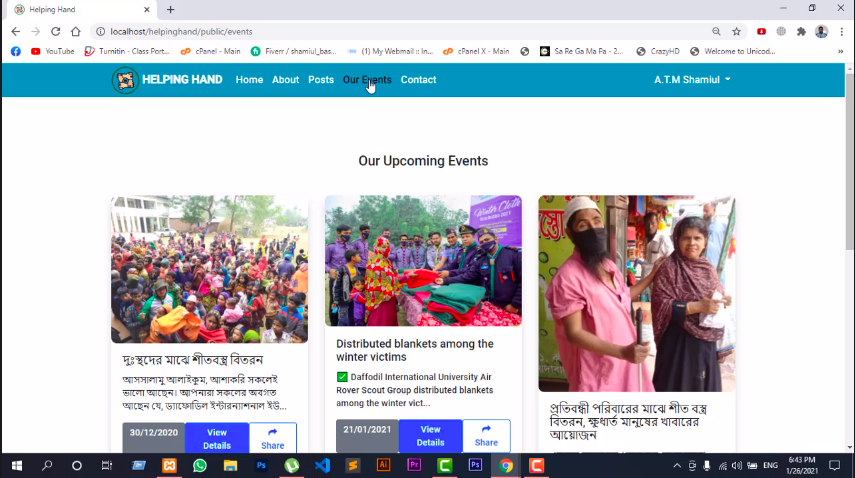 Helping Hand
localhost/helpinghand/public/events
YouTube
Turnitin - Class Port...
cPanel - Main
Fiverr / shamiul_bas...
(1) My Webmail :: In...
cPanel X - Main
Sa Re Ga Ma Pa - 2...
CrazyHD
Welcome to Unicod...
HELPING HAND Home About Posts Our Events Contact A.T.M Shamiul
Our Upcoming Events
দুঃস্থদের মাঝে শীতবস্ত্র বিতরন
আসসালামু আলাইকুম, আশাকরি সকলেই
ভালো আছেন। আপনারা সকলের অবগত
আছেন যে, ড্যাফোডিল ইন্টারন্যাশনাল ইউ...
30/12/2020
View
Details
Share
Distributed blankets among the
winter victims
✅ Daffodil International University Air
Rover Scout Group distributed blankets
among the winter vict...
21/01/2021
View
Details
Share
প্রতিবন্ধী পরিবারের মাঝে শীত বস্ত্র
বিতরন, ক্ষুধার্ত মানুষের খাবারের
আয়োজন
ENG
6:43 PM
1/26/2021